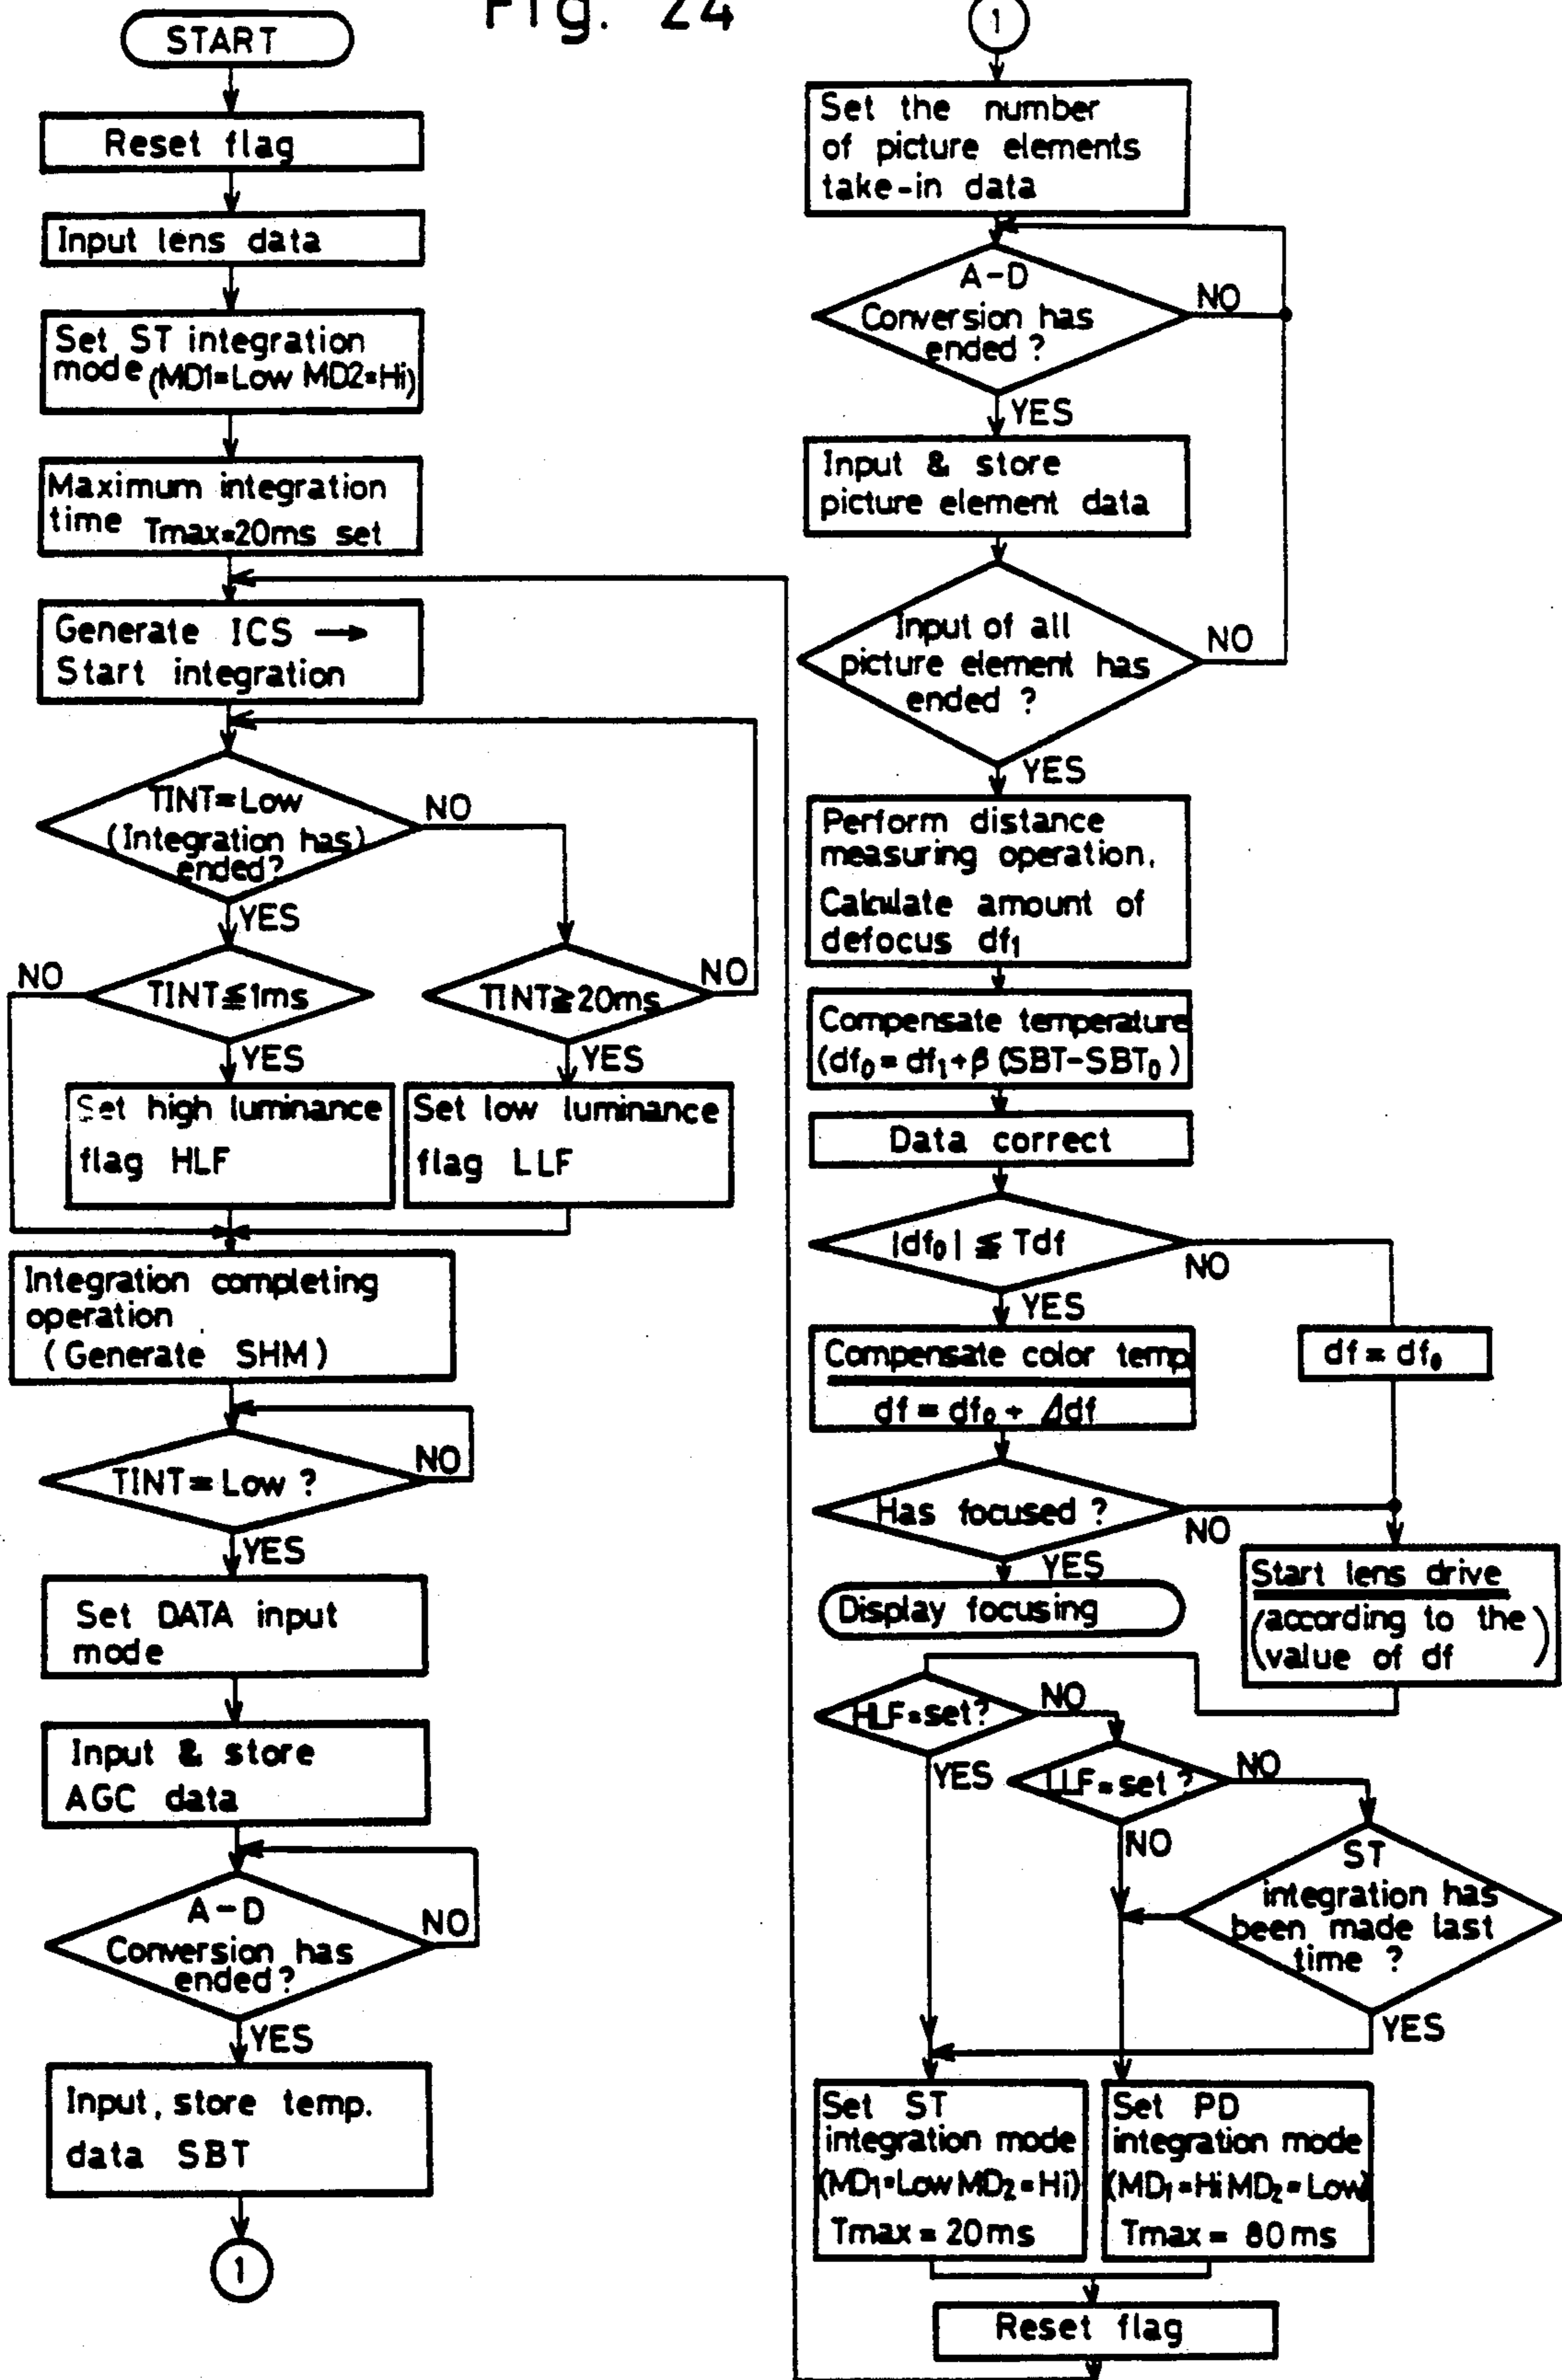 Fig. 24
START
Reset flag
Input lens data
Set ST integration
mode (MD1=Low MD2=Hi)
Maximum integration
time Tmax=20ms set
Generate ICS →
Start integration
TINT=Low
(Integration has)
ended?
NO
YES
NO
TINT≦1ms
YES
TINT≧20ms
NO
YES
Set high luminance
flag HLF
Set low luminance
flag LLF
Integration completing
operation
(Generate SHM)
TINT=Low ?
NO
YES
Set DATA input
mode
Input & store
AGC data
A-D
Conversion has
ended?
NO
YES
Input, store temp.
data SBT
1
1
Set the number
of picture elements
take-in data
A-D
Conversion has
ended ?
NO
YES
Input & store
picture element data
Input of all
picture element has
ended ?
NO
YES
Perform distance
measuring operation.
Calculate amount of
defocus df1
Compensate temperature
(df0=df1+β(SBT-SBT0)
Data correct
|df0| ≦ Tdf
NO
YES
Compensate color temp
df = df0 + Δdf
df = df0
Has focused ?
NO
YES
Display focusing
Start lens drive
(according to the
value of df)
HLF=set?
NO
YES
LLF=set ?
NO
NO
ST
integration has
been made last
time ?
YES
Set ST
integration mode
(MD1=Low MD2=Hi)
Tmax = 20ms
Set PD
integration mode
(MD1=Hi MD2=Low)
Tmax = 80ms
Reset flag